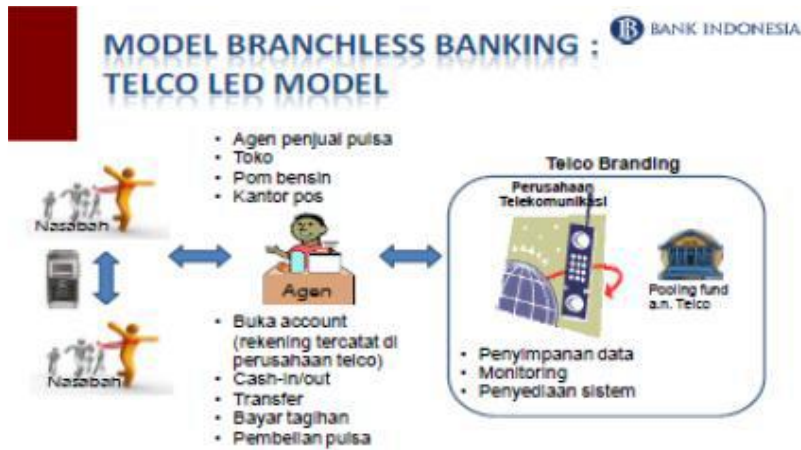 MODEL BRANCHLESS BANKING :
TELCO LED MODEL
BANK INDONESIA
• Agen penjual pulsa
• Toko
• Pom bensin
• Kantor pos
Nasabah
Nasabah
Agen
• Buka account
(rekening tercatat di
perusahaan telco)
• Cash-in/out
• Transfer
• Bayar tagihan
• Pembelian pulsa
Telco Branding
Perusahaan
Telekomunikasi
Pooling fund
a.n. Telco
• Penyimpanan data
• Monitoring
• Penyediaan sistem